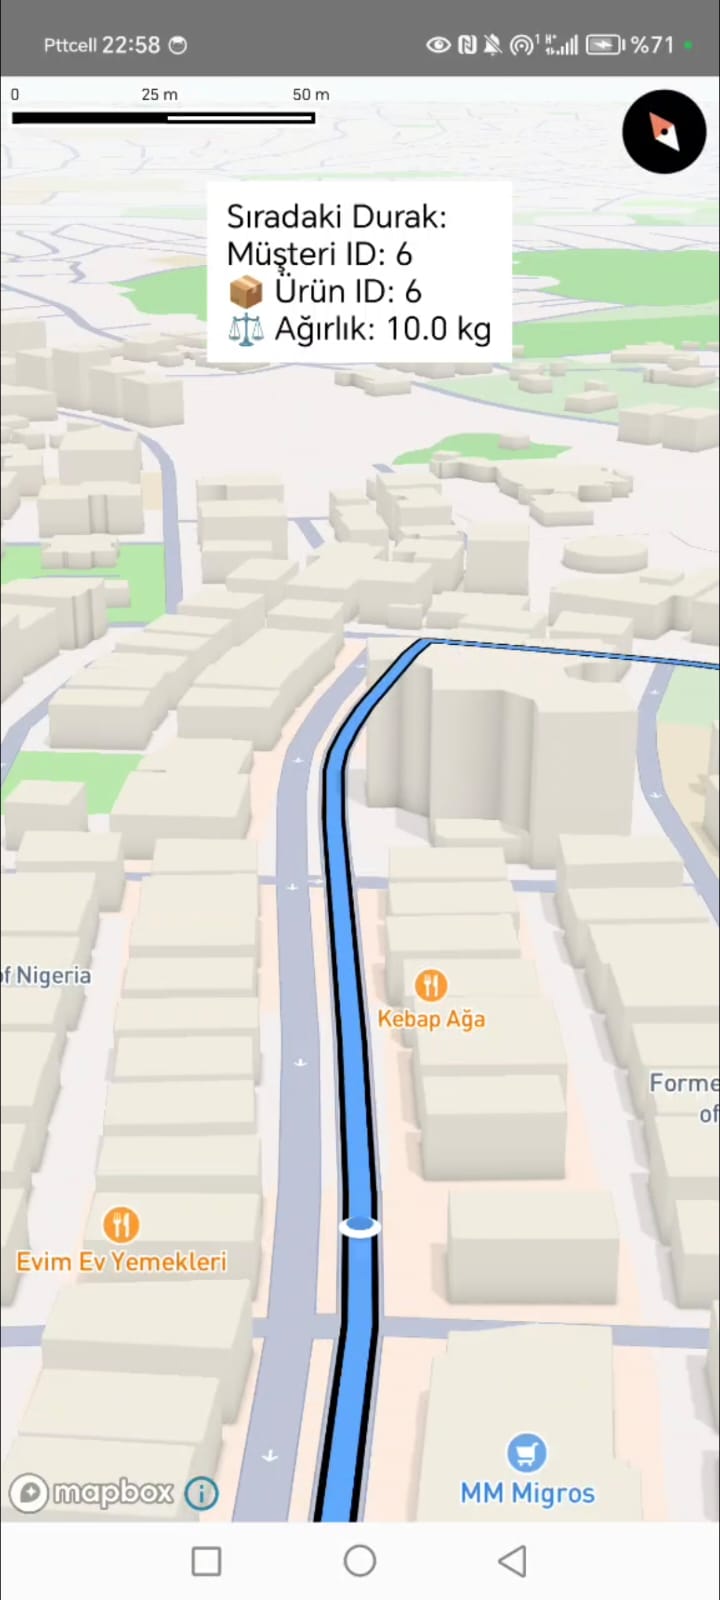 Pttcell 22:58 %71
0 25 m 50 m
Sıradaki Durak:
Müşteri ID: 6
📦 Ürün ID: 6
⚖️ Ağırlık: 10.0 kg
of Nigeria
Kebap Ağa
Forme
of
Evim Ev Yemekleri
MM Migros
mapbox